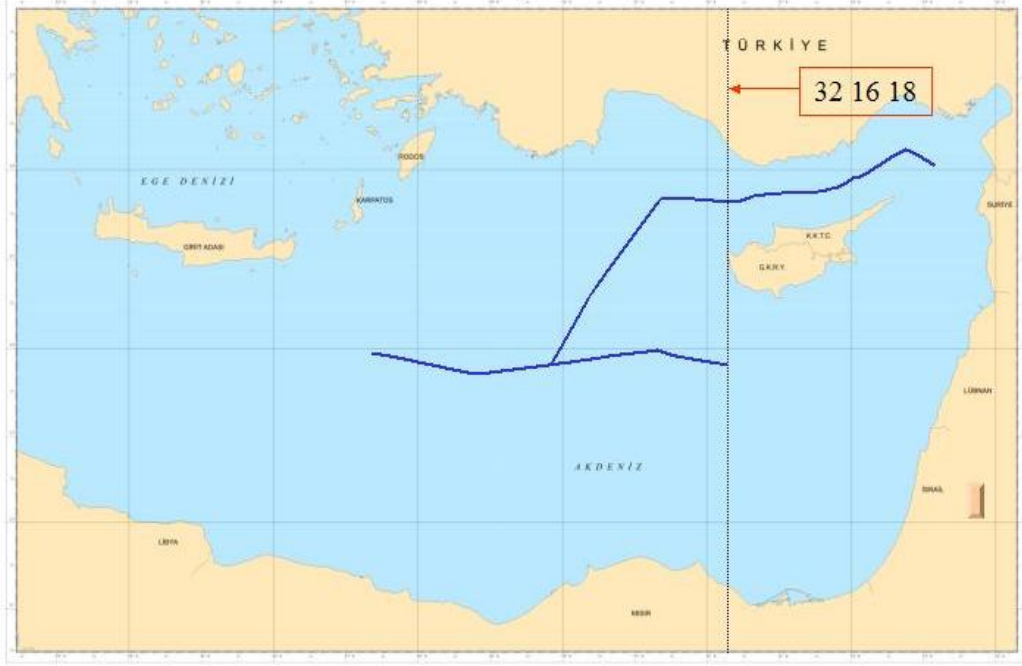 TÜRKİYE
32 16 18
RODOS
EGE DENİZİ
KARPATOS
SURİYE
K.K.T.C.
GİRİT ADASI
G.K.R.Y.
LÜBNAN
AKDENİZ
İSRAİL
LİBYA
MISIR